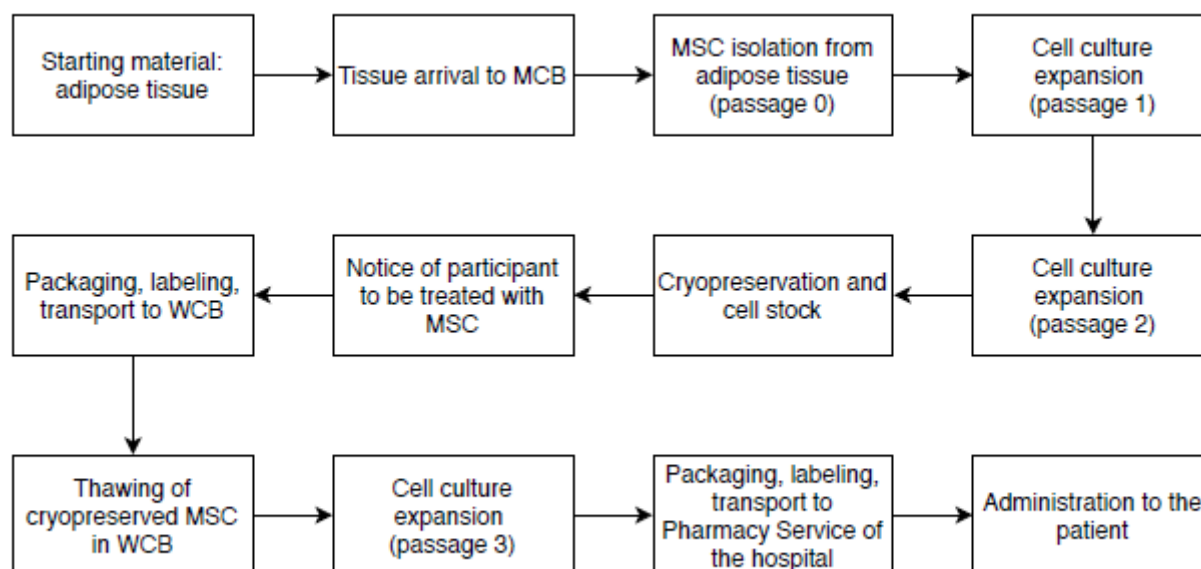 Starting material:
adipose tissue
Tissue arrival to MCB
MSC isolation from
adipose tissue
(passage 0)
Cell culture
expansion
(passage 1)
Cell culture
expansion
(passage 2)
Cryopreservation and
cell stock
Notice of participant
to be treated with
MSC
Packaging, labeling,
transport to WCB
Thawing of
cryopreserved MSC
in WCB
Cell culture
expansion
(passage 3)
Packaging, labeling,
transport to
Pharmacy Service of
the hospital
Administration to the
patient